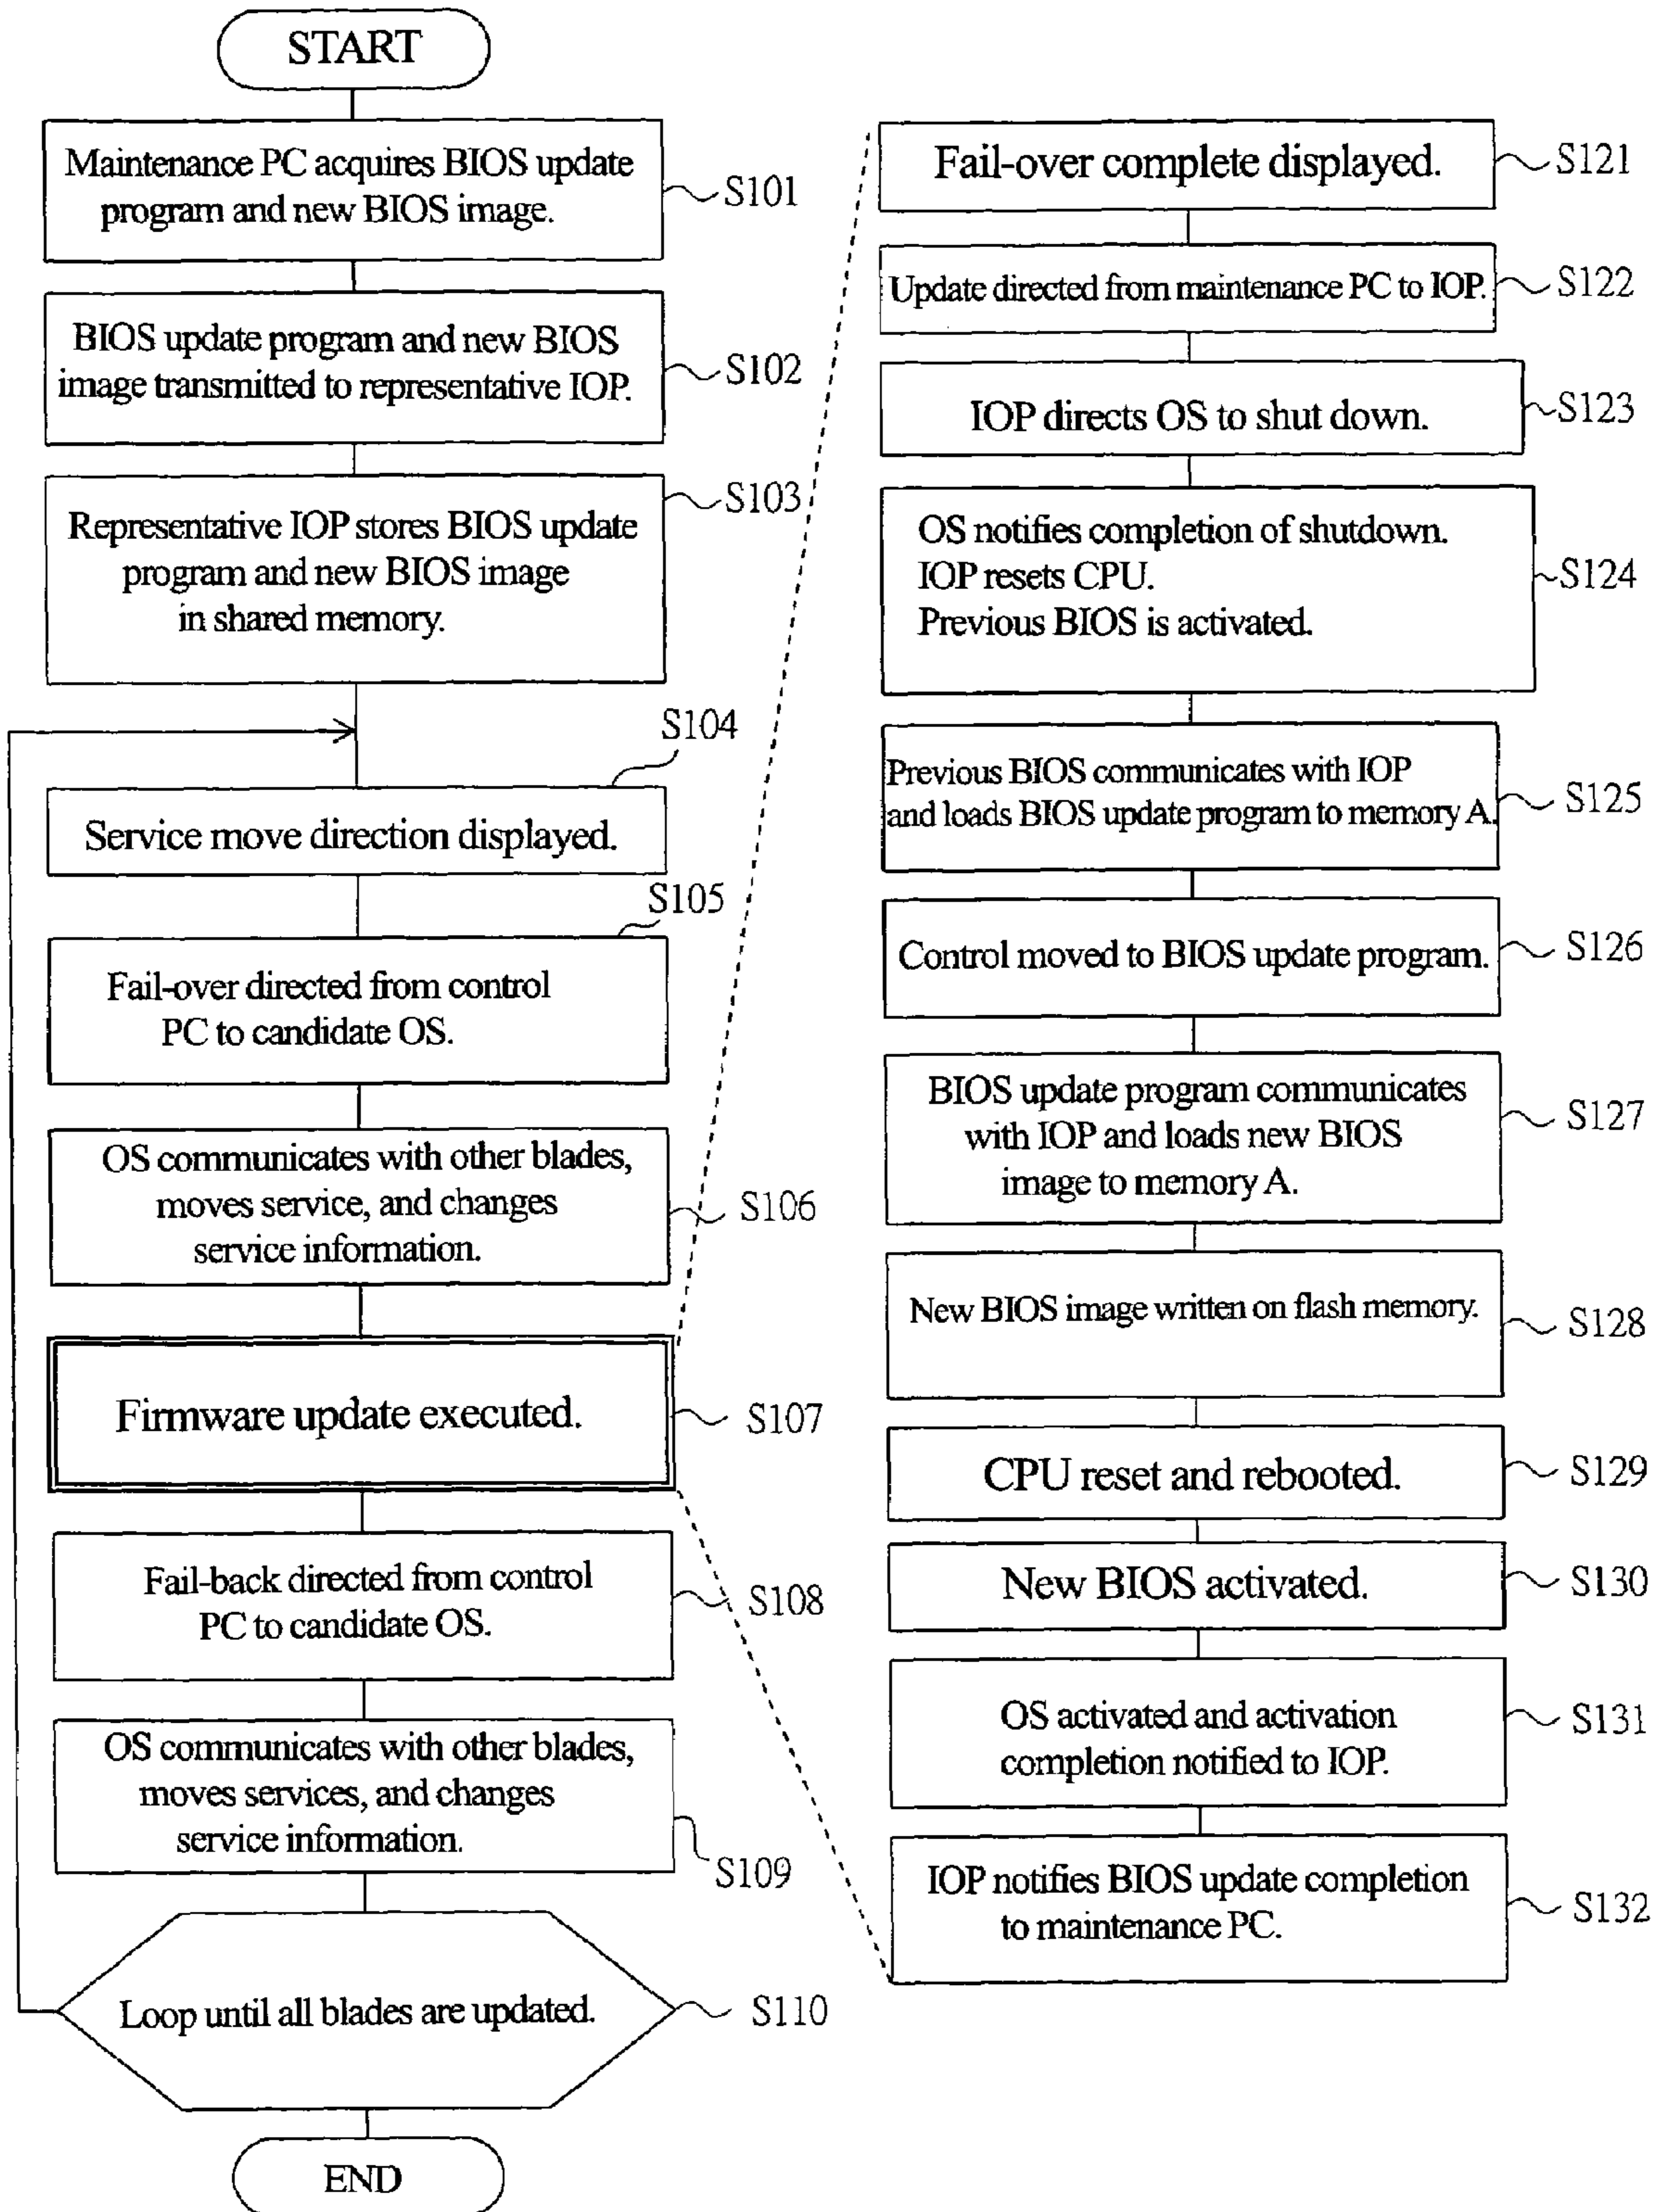 START
Maintenance PC acquires BIOS update
program and new BIOS image.
S101
BIOS update program and new BIOS
image transmitted to representative IOP.
S102
Representative IOP stores BIOS update
program and new BIOS image
in shared memory.
S103
S104
Service move direction displayed.
S105
Fail-over directed from control
PC to candidate OS.
OS communicates with other blades,
moves service, and changes
service information.
S106
Firmware update executed.
S107
Fail-back directed from control
PC to candidate OS.
S108
OS communicates with other blades,
moves services, and changes
service information.
S109
Loop until all blades are updated.
S110
END
Fail-over complete displayed.
S121
Update directed from maintenance PC to IOP.
S122
IOP directs OS to shut down.
S123
OS notifies completion of shutdown.
IOP resets CPU.
Previous BIOS is activated.
S124
Previous BIOS communicates with IOP
and loads BIOS update program to memory A.
S125
Control moved to BIOS update program.
S126
BIOS update program communicates
with IOP and loads new BIOS
image to memory A.
S127
New BIOS image written on flash memory.
S128
CPU reset and rebooted.
S129
New BIOS activated.
S130
OS activated and activation
completion notified to IOP.
S131
IOP notifies BIOS update completion
to maintenance PC.
S132